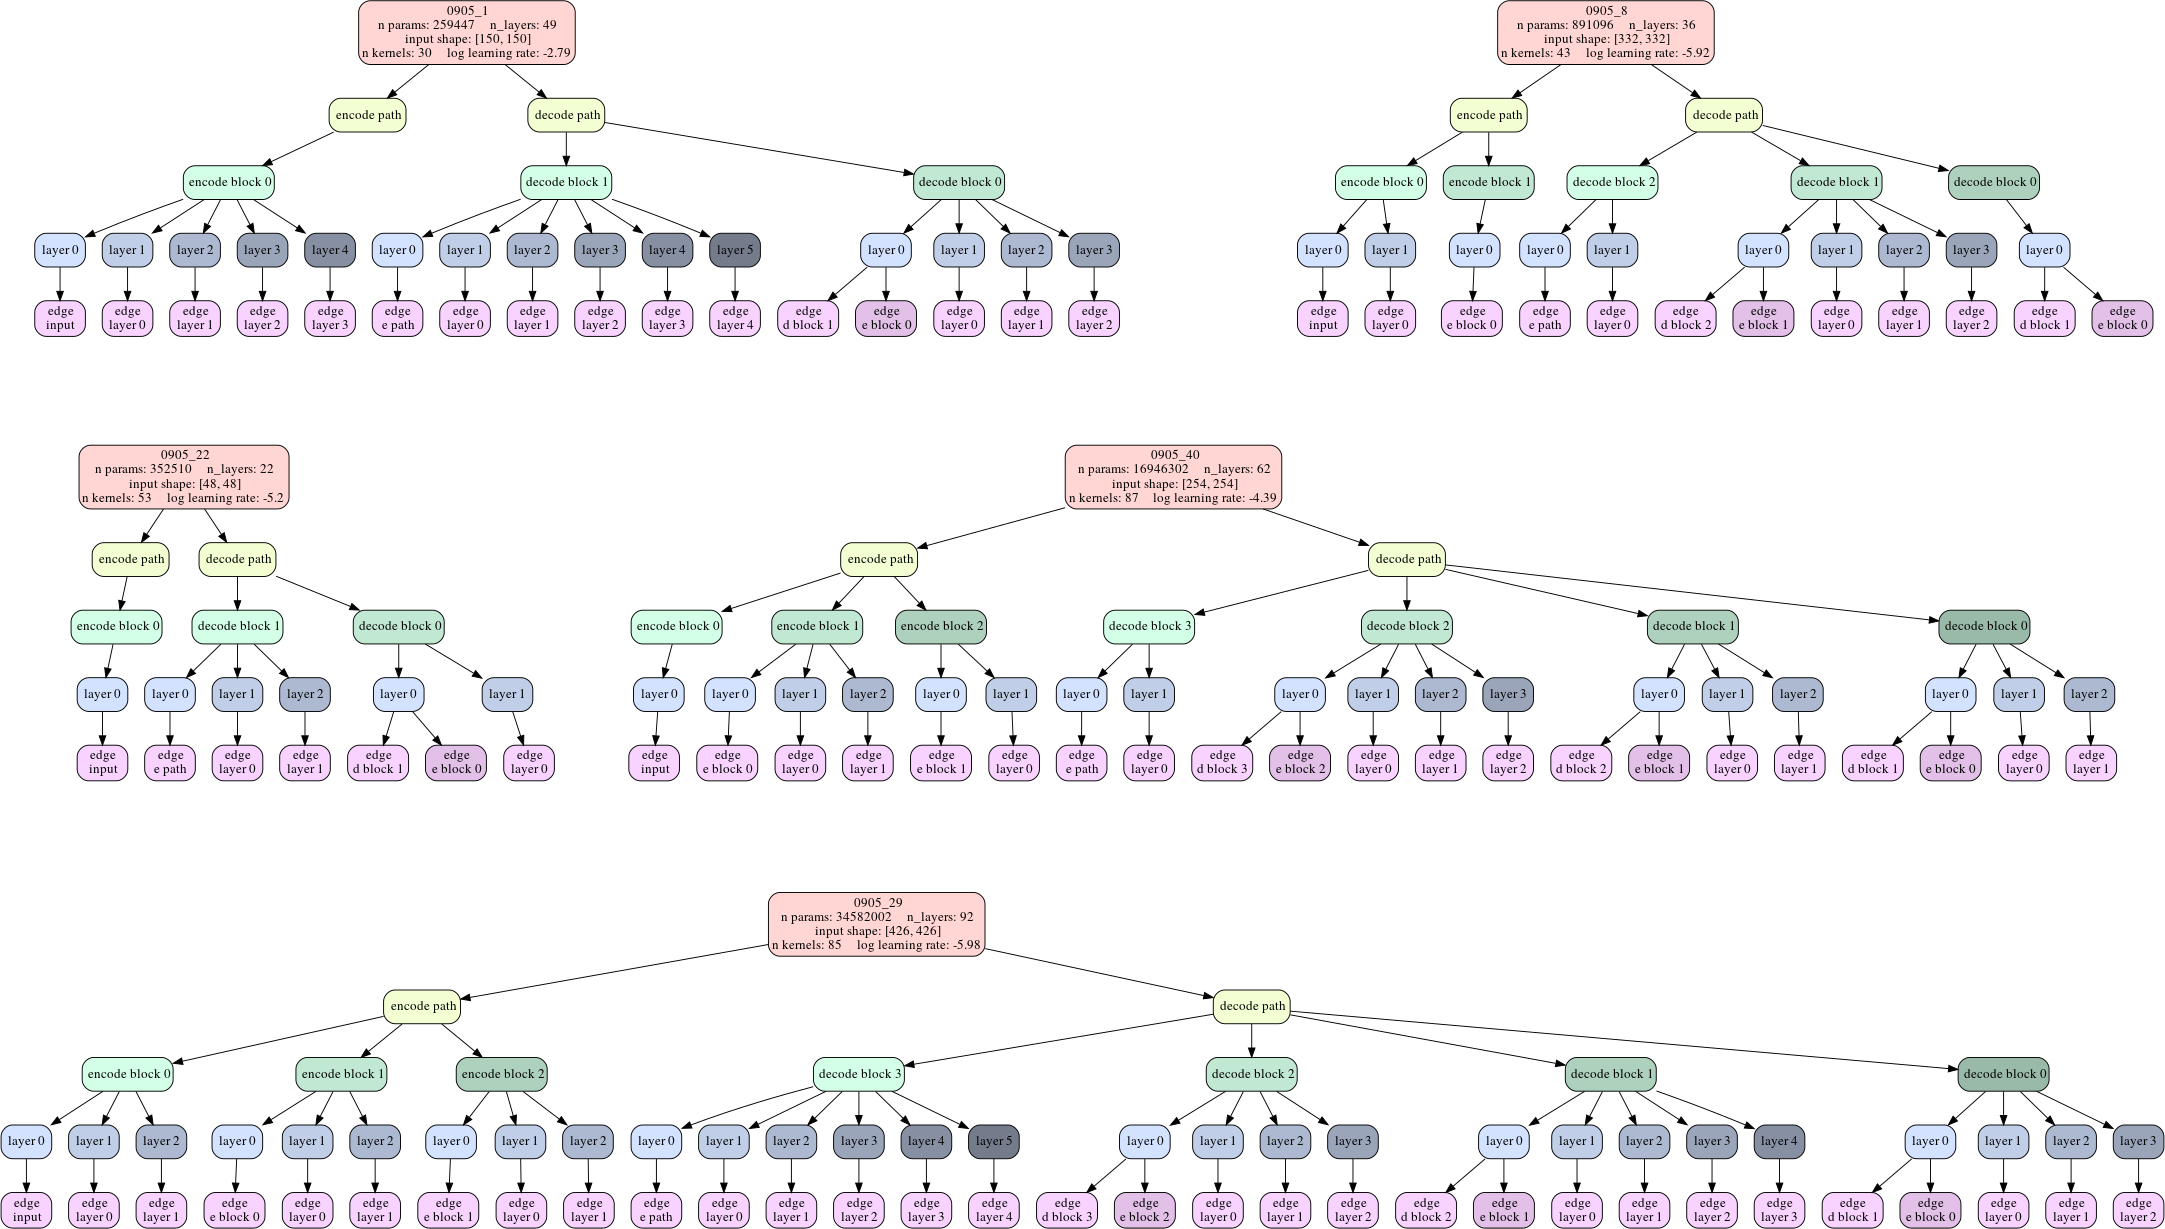 0905_1
n params: 259447 n_layers: 49
input shape: [150, 150]
n kernels: 30 log learning rate: -2.79
encode path
decode path
encode block 0
decode block 1
decode block 0
layer 0
layer 1
layer 2
layer 3
layer 4
layer 0
layer 1
layer 2
layer 3
layer 4
layer 5
layer 0
layer 1
layer 2
layer 3
edge
input
edge
layer 0
edge
layer 1
edge
layer 2
edge
layer 3
edge
e path
edge
layer 0
edge
layer 1
edge
layer 2
edge
layer 3
edge
layer 4
edge
d block 1
edge
e block 0
edge
layer 0
edge
layer 1
edge
layer 2
0905_8
n params: 891096 n_layers: 36
input shape: [332, 332]
n kernels: 43 log learning rate: -5.92
encode path
decode path
encode block 0
encode block 1
decode block 2
decode block 1
decode block 0
layer 0
layer 1
layer 0
layer 0
layer 1
layer 0
layer 1
layer 2
layer 3
layer 0
edge
input
edge
layer 0
edge
e block 0
edge
e path
edge
layer 0
edge
d block 2
edge
e block 1
edge
layer 0
edge
layer 1
edge
layer 2
edge
d block 1
edge
e block 0
0905_22
n params: 352510 n_layers: 22
input shape: [48, 48]
n kernels: 53 log learning rate: -5.2
encode path
decode path
encode block 0
decode block 1
decode block 0
layer 0
layer 0
layer 1
layer 2
layer 0
layer 1
edge
input
edge
e path
edge
layer 0
edge
layer 1
edge
d block 1
edge
e block 0
edge
layer 0
0905_40
n params: 16946302 n_layers: 62
input shape: [254, 254]
n kernels: 87 log learning rate: -4.39
encode path
decode path
encode block 0
encode block 1
encode block 2
decode block 3
decode block 2
decode block 1
decode block 0
layer 0
layer 0
layer 1
layer 2
layer 0
layer 1
layer 0
layer 1
layer 0
layer 1
layer 2
layer 3
layer 0
layer 1
layer 2
layer 0
layer 1
layer 2
edge
input
edge
e block 0
edge
layer 0
edge
layer 1
edge
e block 1
edge
layer 0
edge
e path
edge
layer 0
edge
d block 3
edge
e block 2
edge
layer 0
edge
layer 1
edge
layer 2
edge
d block 2
edge
e block 1
edge
layer 0
edge
layer 1
edge
d block 1
edge
e block 0
edge
layer 0
edge
layer 1
0905_29
n params: 34582002 n_layers: 92
input shape: [426, 426]
n kernels: 85 log learning rate: -5.98
encode path
decode path
encode block 0
encode block 1
encode block 2
decode block 3
decode block 2
decode block 1
decode block 0
layer 0
layer 1
layer 2
layer 0
layer 1
layer 2
layer 0
layer 1
layer 2
layer 0
layer 1
layer 2
layer 3
layer 4
layer 5
layer 0
layer 1
layer 2
layer 3
layer 0
layer 1
layer 2
layer 3
layer 4
layer 0
layer 1
layer 2
layer 3
edge
input
edge
layer 0
edge
layer 1
edge
e block 0
edge
layer 0
edge
layer 1
edge
e block 1
edge
layer 0
edge
layer 1
edge
e path
edge
layer 0
edge
layer 1
edge
layer 2
edge
layer 3
edge
layer 4
edge
d block 3
edge
e block 2
edge
layer 0
edge
layer 1
edge
layer 2
edge
d block 2
edge
e block 1
edge
layer 0
edge
layer 1
edge
layer 2
edge
layer 3
edge
d block 1
edge
e block 0
edge
layer 0
edge
layer 1
edge
layer 2